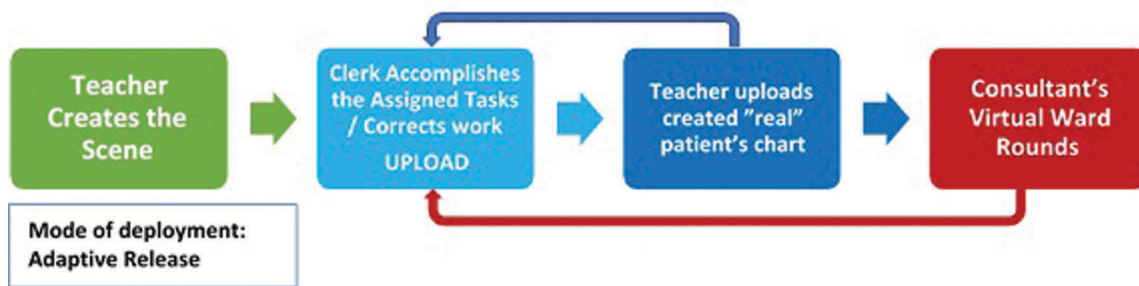 Teacher
Creates the
Scene
Clerk Accomplishes
the Assigned Tasks
/ Corrects work
UPLOAD
Teacher uploads
created ”real”
patient’s chart
Consultant’s
Virtual Ward
Rounds
Mode of deployment:
Adaptive Release